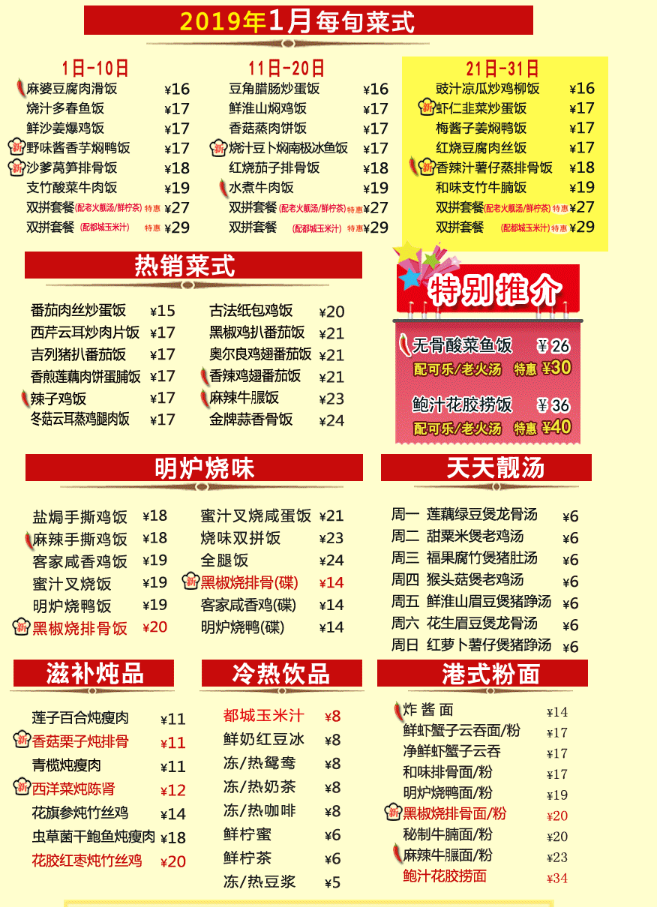 2019年1月每旬菜式
1日-10日
麻婆豆腐肉滑饭 ¥16
烧汁多春鱼饭 ¥17
鲜沙姜爆鸡饭 ¥17
新 野味酱香芋焖鸭饭 ¥17
新 沙爹莴笋排骨饭 ¥18
支竹酸菜牛肉饭 ¥19
双拼套餐(配老火靓汤/鲜柠茶) 特惠 ¥27
双拼套餐 (配都城玉米汁) 特惠 ¥29
11日-20日
豆角腊肠炒蛋饭 ¥16
鲜淮山焖鸡饭 ¥17
香菇蒸肉饼饭 ¥17
新 烧汁豆卜焖南极冰鱼饭 ¥17
红烧茄子排骨饭 ¥18
水煮牛肉饭 ¥19
双拼套餐(配老火靓汤/鲜柠茶) 特惠 ¥27
双拼套餐 (配都城玉米汁) 特惠 ¥29
21日-31日
豉汁凉瓜炒鸡柳饭 ¥16
新 虾仁韭菜炒蛋饭 ¥17
梅酱子姜焖鸭饭 ¥17
红烧豆腐肉丝饭 ¥17
新 香辣汁薯仔蒸排骨饭 ¥18
和味支竹牛腩饭 ¥19
双拼套餐(配老火靓汤/鲜柠茶) 特惠 ¥27
双拼套餐 (配都城玉米汁) 特惠 ¥29
热销菜式
番茄肉丝炒蛋饭 ¥15
西芹云耳炒肉片饭 ¥17
吉列猪扒番茄饭 ¥17
香煎莲藕肉饼蛋脯饭 ¥17
辣子鸡饭 ¥17
冬菇云耳蒸鸡腿肉饭 ¥17
古法纸包鸡饭 ¥20
黑椒鸡扒番茄饭 ¥21
奥尔良鸡翅番茄饭 ¥21
香辣鸡翅番茄饭 ¥21
麻辣牛𦟌饭 ¥23
金牌蒜香骨饭 ¥24
特别推介
无骨酸菜鱼饭 ¥26
配可乐/老火汤 特惠 ¥30
鲍汁花胶捞饭 ¥36
配可乐/老火汤 特惠 ¥40
明炉烧味
盐焗手撕鸡饭 ¥18
麻辣手撕鸡饭 ¥18
客家咸香鸡饭 ¥19
蜜汁叉烧饭 ¥19
明炉烧鸭饭 ¥19
新 黑椒烧排骨饭 ¥20
蜜汁叉烧咸蛋饭 ¥21
烧味双拼饭 ¥23
全腿饭 ¥24
新 黑椒烧排骨(碟) ¥14
客家咸香鸡(碟) ¥14
明炉烧鸭(碟) ¥14
天天靓汤
周一 莲藕绿豆煲龙骨汤 ¥6
周二 甜粟米煲老鸡汤 ¥6
周三 福果腐竹煲猪肚汤 ¥6
周四 猴头菇煲老鸡汤 ¥6
周五 鲜淮山眉豆煲猪踭汤 ¥6
周六 花生眉豆煲龙骨汤 ¥6
周日 红萝卜薯仔煲猪踭汤 ¥6
滋补炖品
莲子百合炖瘦肉 ¥11
新 香菇栗子炖排骨 ¥11
青榄炖瘦肉 ¥11
新 西洋菜炖陈肾 ¥12
花旗参炖竹丝鸡 ¥14
虫草菌干鲍鱼炖瘦肉 ¥18
花胶红枣炖竹丝鸡 ¥20
冷热饮品
都城玉米汁 ¥8
鲜奶红豆冰 ¥8
冻/热鸳鸯 ¥8
冻/热奶茶 ¥8
冻/热咖啡 ¥8
鲜柠蜜 ¥6
鲜柠茶 ¥6
冻/热豆浆 ¥5
港式粉面
炸酱面 ¥14
鲜虾蟹子云吞面/粉 ¥17
净鲜虾蟹子云吞 ¥17
和味排骨面/粉 ¥17
明炉烧鸭面/粉 ¥19
新 黑椒烧排骨面/粉 ¥20
秘制牛腩面/粉 ¥20
麻辣牛𦟌面/粉 ¥23
鲍汁花胶捞面 ¥34